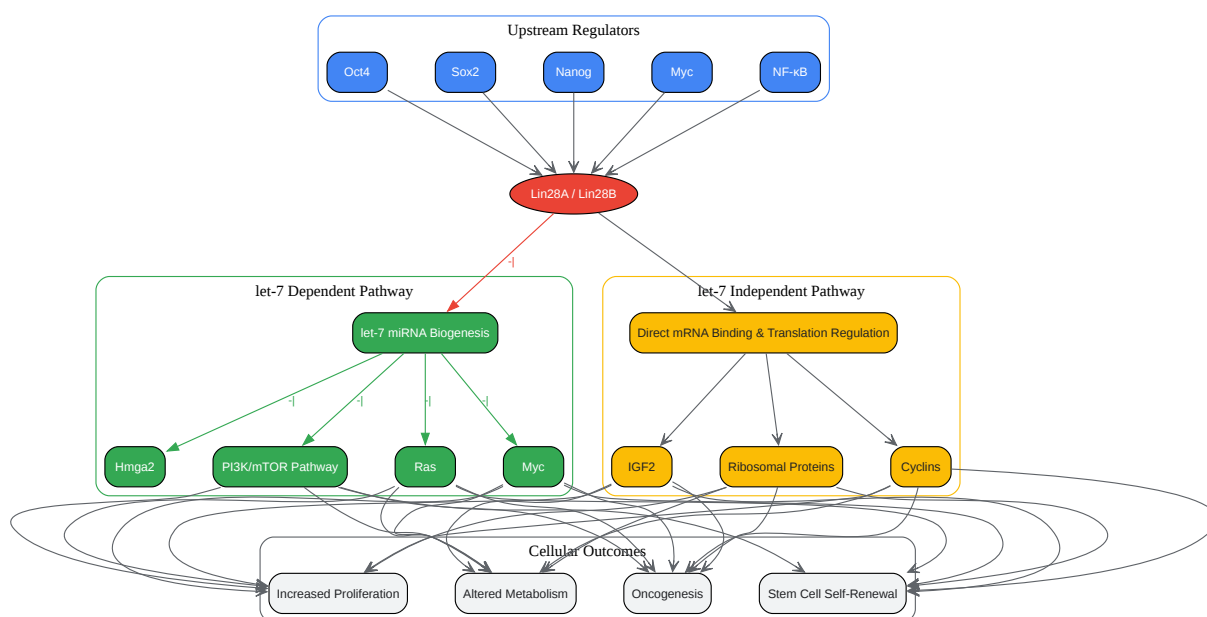 Upstream Regulators
Oct4
Sox2
Nanog
Myc
NF-κB
Lin28A / Lin28B
-|
let-7 Dependent Pathway
let-7 Independent Pathway
let-7 miRNA Biogenesis
Direct mRNA Binding & Translation Regulation
-|
-|
-|
-|
Hmga2
PI3K/mTOR Pathway
Ras
Myc
IGF2
Ribosomal Proteins
Cyclins
Cellular Outcomes
Increased Proliferation
Altered Metabolism
Oncogenesis
Stem Cell Self-Renewal